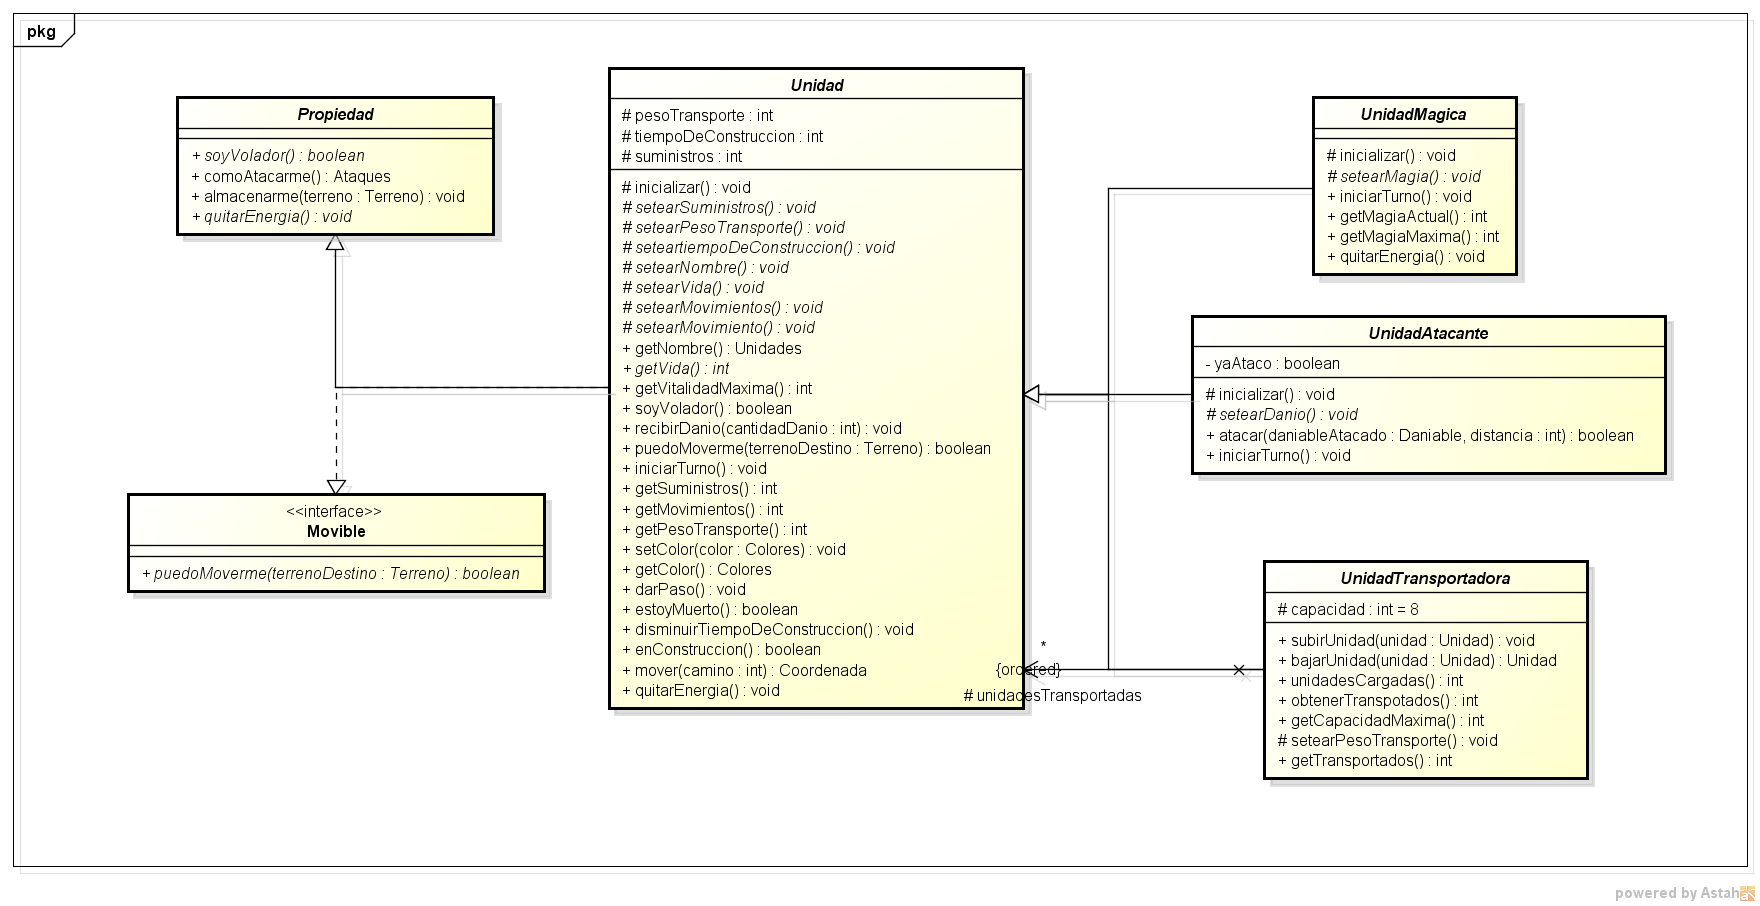 pkg
Propiedad
+ soyVolador() : boolean
+ comoAtacarme() : Ataques
+ almacenarme(terreno : Terreno) : void
+ quitarEnergia() : void
<<interface>>
Movible
+ puedoMoverme(terrenoDestino : Terreno) : boolean
Unidad
# pesoTransporte : int
# tiempoDeConstruccion : int
# suministros : int
# inicializar() : void
# setearSuministros() : void
# setearPesoTransporte() : void
# seteartiempoDeConstruccion() : void
# setearNombre() : void
# setearVida() : void
# setearMovimientos() : void
# setearMovimiento() : void
+ getNombre() : Unidades
+ getVida() : int
+ getVitalidadMaxima() : int
+ soyVolador() : boolean
+ recibirDanio(cantidadDanio : int) : void
+ puedoMoverme(terrenoDestino : Terreno) : boolean
+ iniciarTurno() : void
+ getSuministros() : int
+ getMovimientos() : int
+ getPesoTransporte() : int
+ setColor(color : Colores) : void
+ getColor() : Colores
+ darPaso() : void
+ estoyMuerto() : boolean
+ disminuirTiempoDeConstruccion() : void
+ enConstruccion() : boolean
+ mover(camino : int) : Coordenada
+ quitarEnergia() : void
*
{ordered}
# unidadesTransportadas
UnidadMagica
# inicializar() : void
# setearMagia() : void
+ iniciarTurno() : void
+ getMagiaActual() : int
+ getMagiaMaxima() : int
+ quitarEnergia() : void
UnidadAtacante
- yaAtaco : boolean
# inicializar() : void
# setearDanio() : void
+ atacar(daniableAtacado : Daniable, distancia : int) : boolean
+ iniciarTurno() : void
UnidadTransportadora
# capacidad : int = 8
+ subirUnidad(unidad : Unidad) : void
+ bajarUnidad(unidad : Unidad) : Unidad
+ unidadesCargadas() : int
+ obtenerTranspotados() : int
+ getCapacidadMaxima() : int
# setearPesoTransporte() : void
+ getTransportados() : int
powered by Astah